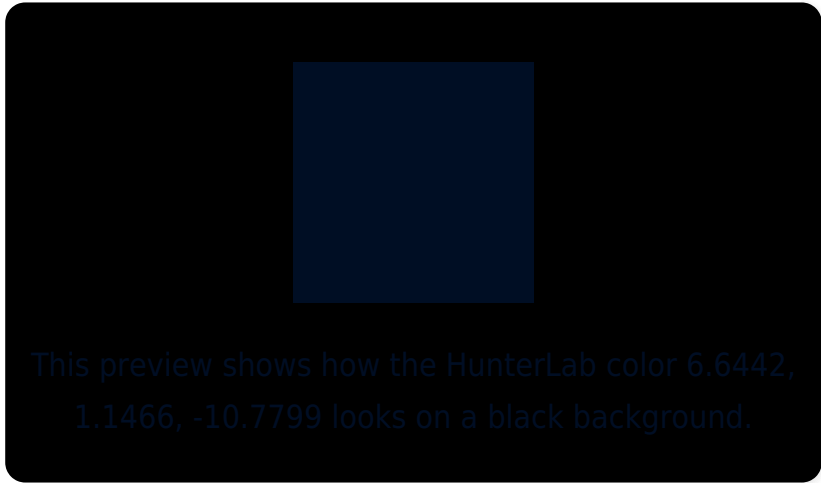 This preview shows how the HunterLab color 6.6442,
1.1466, -10.7799 looks on a black background.